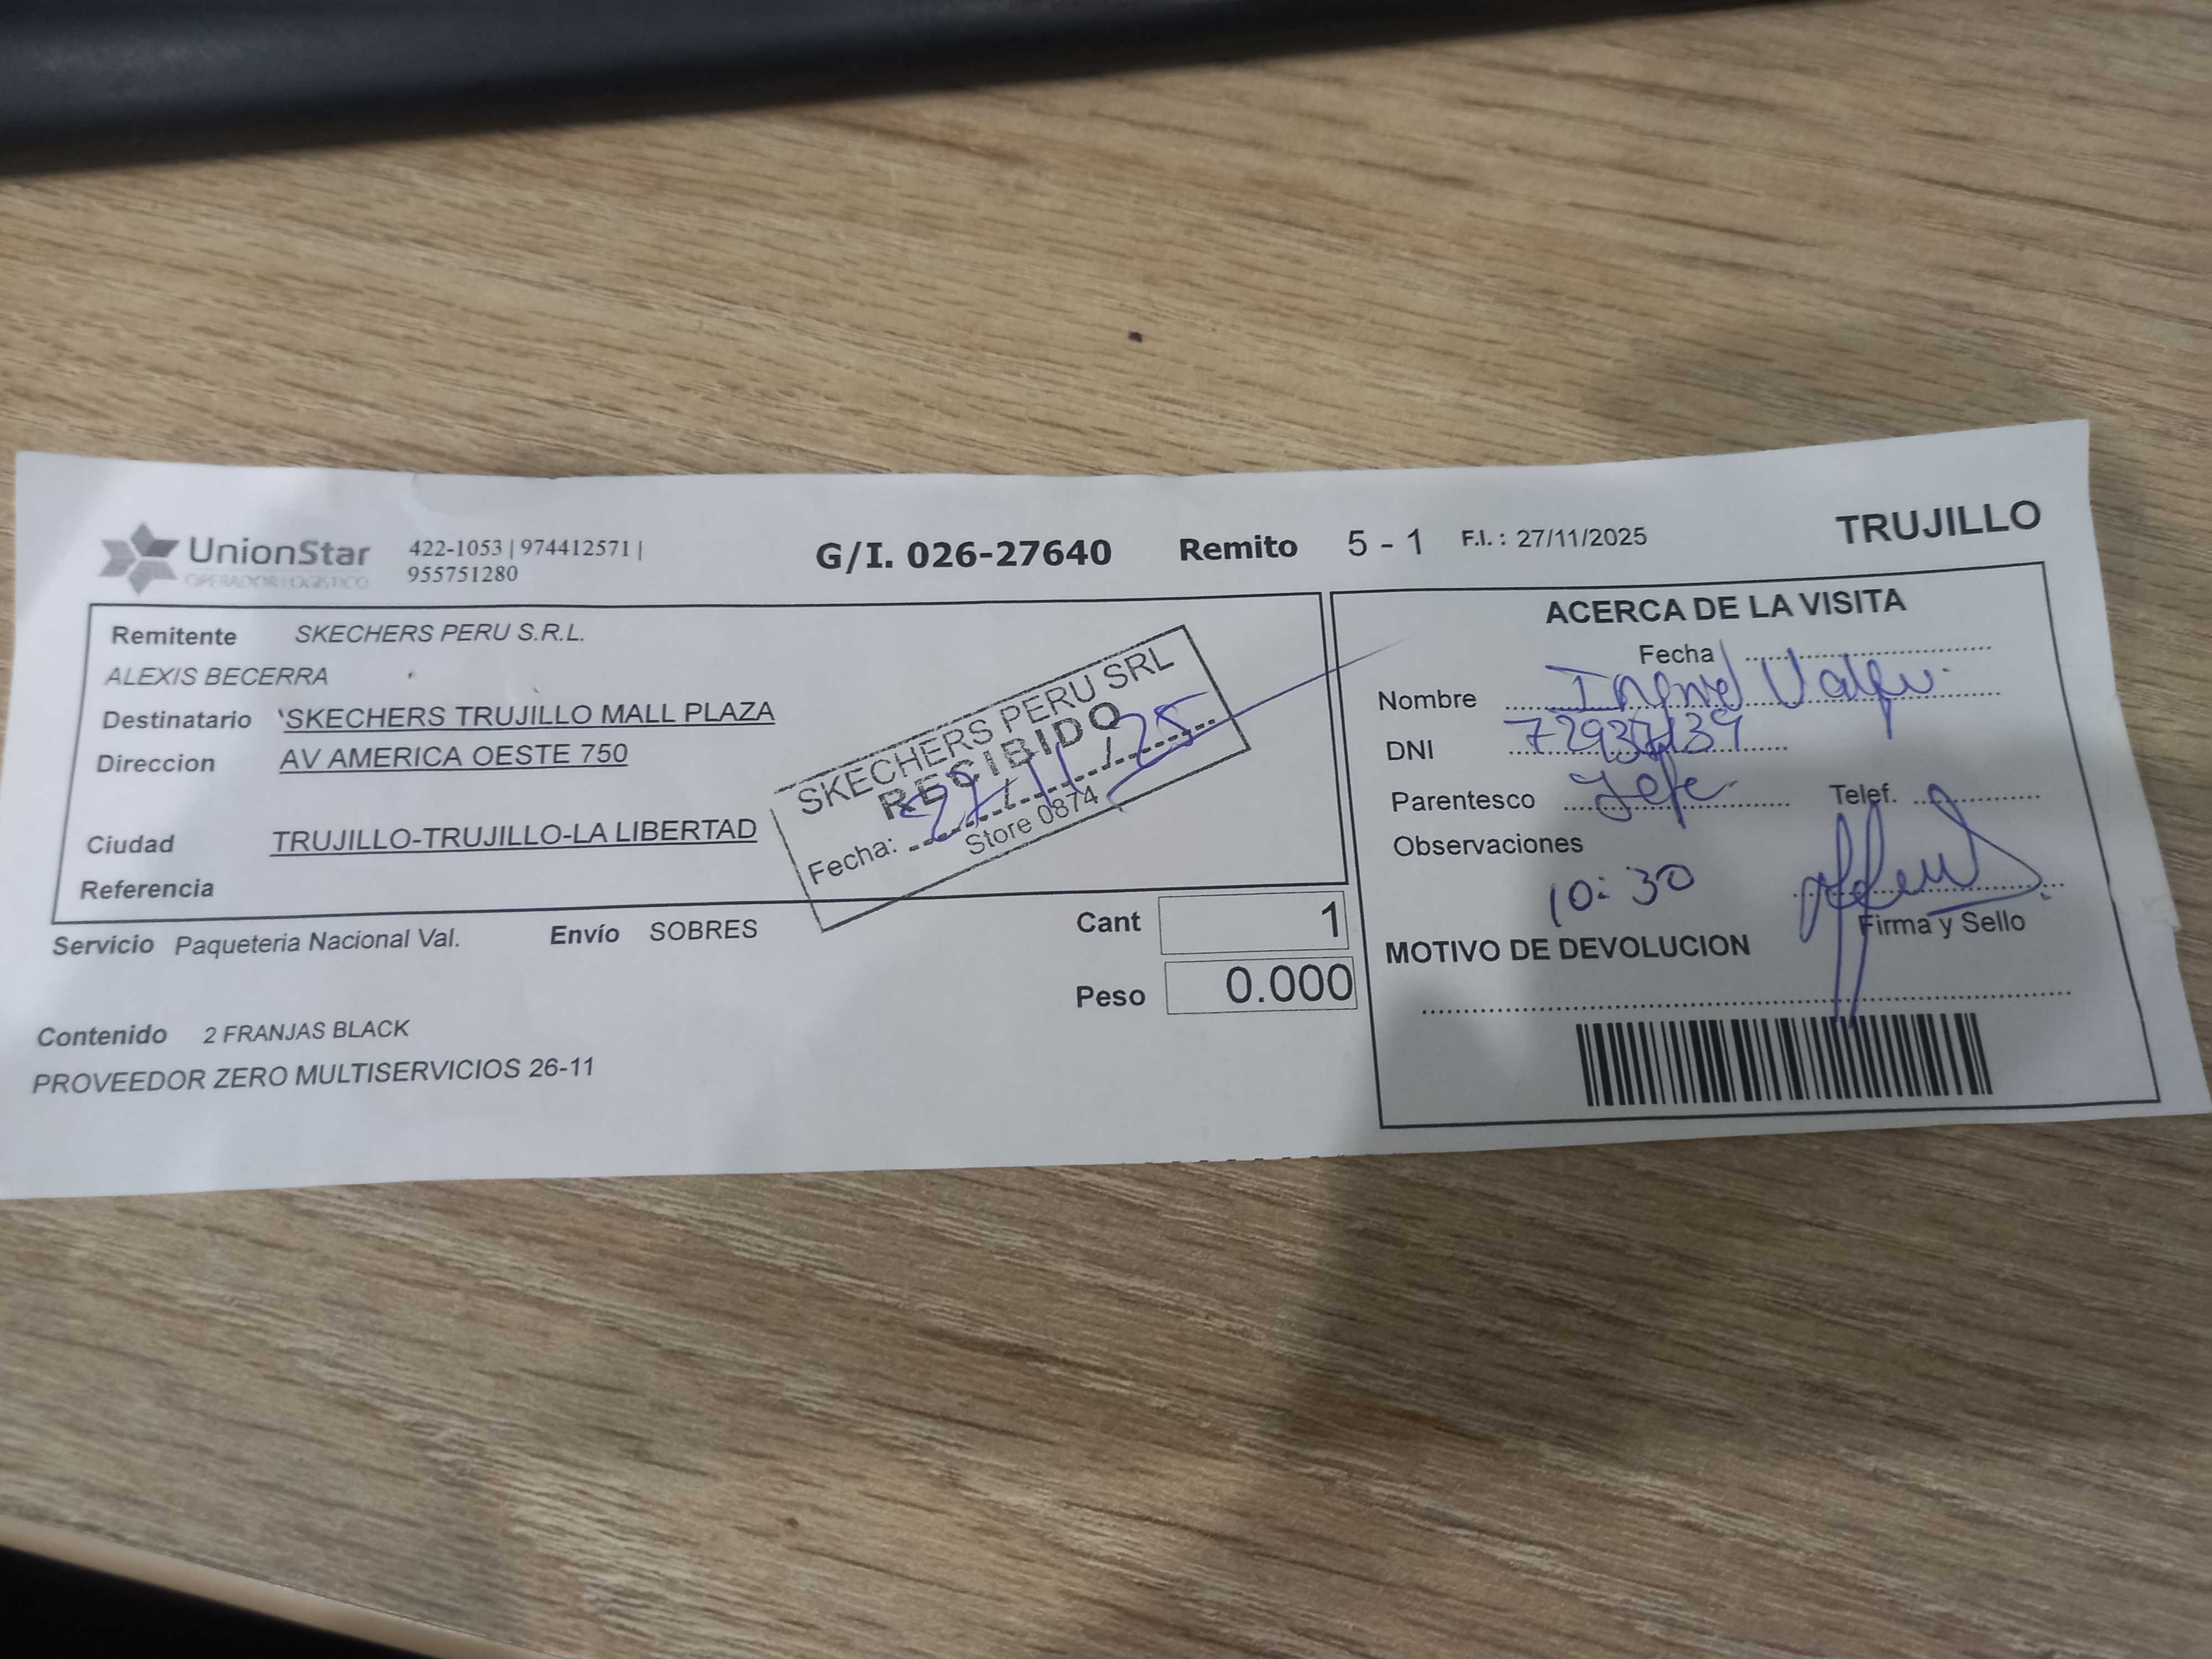 UnionStar
OPERADOR LOGISTICO
422-1053 | 974412571 |
955751280
G/I. 026-27640 Remito 5 - 1 F.I. : 27/11/2025
TRUJILLO
Remitente SKECHERS PERU S.R.L.
ALEXIS BECERRA
Destinatario 'SKECHERS TRUJILLO MALL PLAZA
Direccion AV AMERICA OESTE 750
Ciudad TRUJILLO-TRUJILLO-LA LIBERTAD
Referencia
SKECHERS PERU SRL
RECIBIDO
Fecha: / 11 / 25
Store 0874
Servicio Paqueteria Nacional Val. Envío SOBRES
Cant 1
Peso 0.000
Contenido 2 FRANJAS BLACK
PROVEEDOR ZERO MULTISERVICIOS 26-11
ACERCA DE LA VISITA
Fecha
Nombre
DNI
Parentesco Jefe Telef.
Observaciones
10:30
Firma y Sello
MOTIVO DE DEVOLUCION